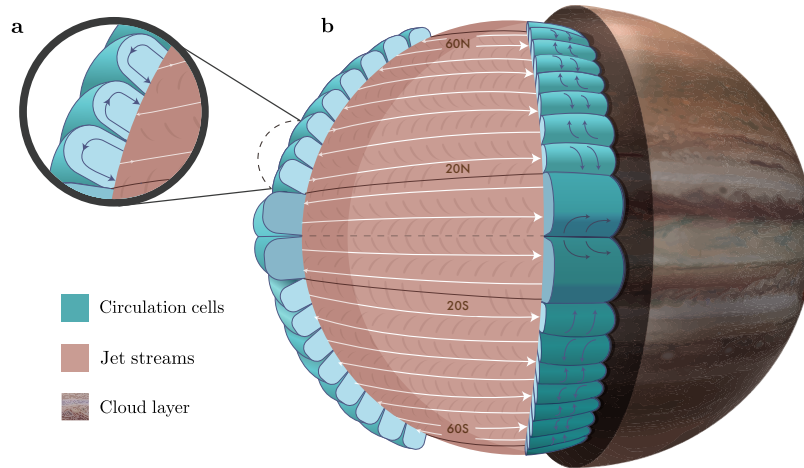 a
b
60N
20N
20S
60S
Circulation cells
Jet streams
Cloud layer